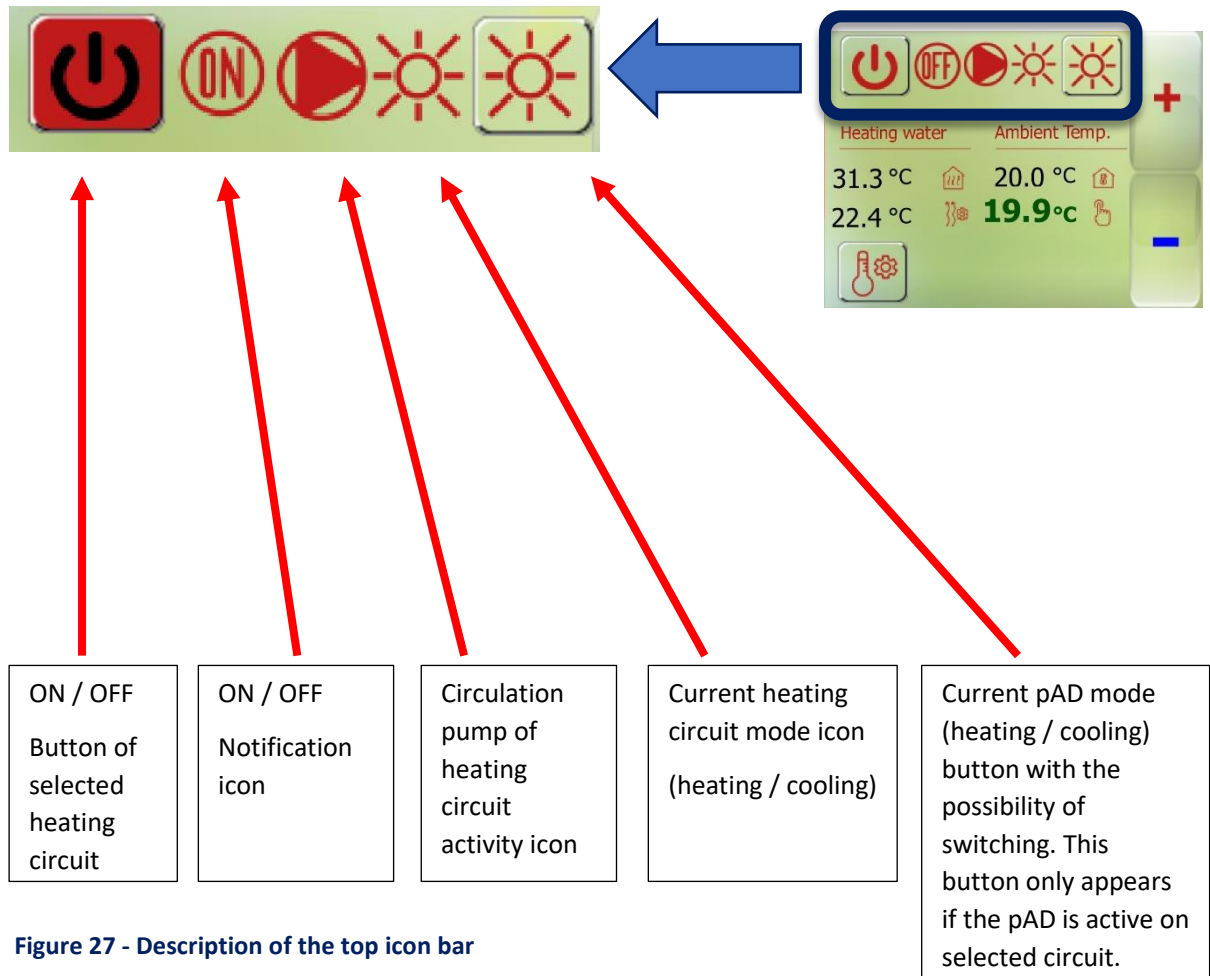 ON
OFF
+
Heating water Ambient Temp.
31.3 °C 20.0 °C
22.4 °C 19.9°C
-
ON / OFF
Button of
selected
heating
circuit
ON / OFF
Notification
icon
Circulation
pump of
heating
circuit
activity icon
Current heating
circuit mode icon
(heating / cooling)
Current pAD mode
(heating / cooling)
button with the
possibility of
switching. This
button only appears
if the pAD is active on
selected circuit.
Figure 27 - Description of the top icon bar